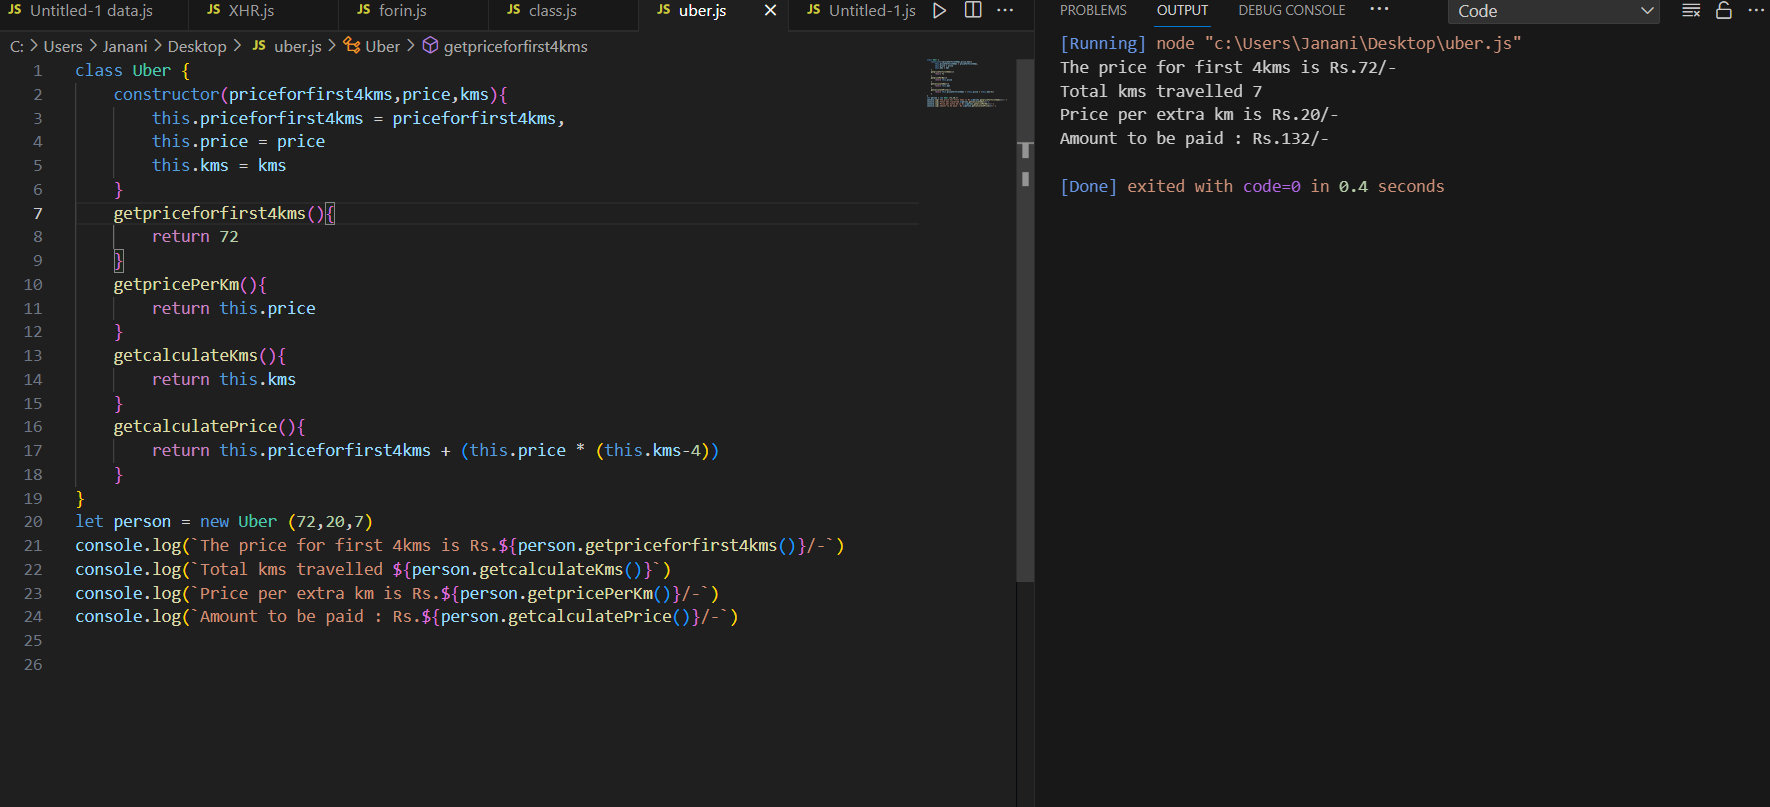 JS Untitled-1 data.js JS XHR.js JS forin.js JS class.js JS uber.js JS Untitled-1.js
C: > Users > Janani > Desktop > JS uber.js > Uber > getpriceforfirst4kms
1 class Uber {
2 constructor(priceforfirst4kms,price,kms){
3 this.priceforfirst4kms = priceforfirst4kms,
4 this.price = price
5 this.kms = kms
6 }
7 getpriceforfirst4kms(){
8 return 72
9 }
10 getpricePerKm(){
11 return this.price
12 }
13 getcalculateKms(){
14 return this.kms
15 }
16 getcalculatePrice(){
17 return this.priceforfirst4kms + (this.price * (this.kms-4))
18 }
19 }
20 let person = new Uber (72,20,7)
21 console.log(`The price for first 4kms is Rs.${person.getpriceforfirst4kms()}/-`)
22 console.log(`Total kms travelled ${person.getcalculateKms()}`)
23 console.log(`Price per extra km is Rs.${person.getpricePerKm()}/-`)
24 console.log(`Amount to be paid : Rs.${person.getcalculatePrice()}/-`)
25
26
PROBLEMS OUTPUT DEBUG CONSOLE ··· Code
[Running] node "c:\Users\Janani\Desktop\uber.js"
The price for first 4kms is Rs.72/-
Total kms travelled 7
Price per extra km is Rs.20/-
Amount to be paid : Rs.132/-
[Done] exited with code=0 in 0.4 seconds